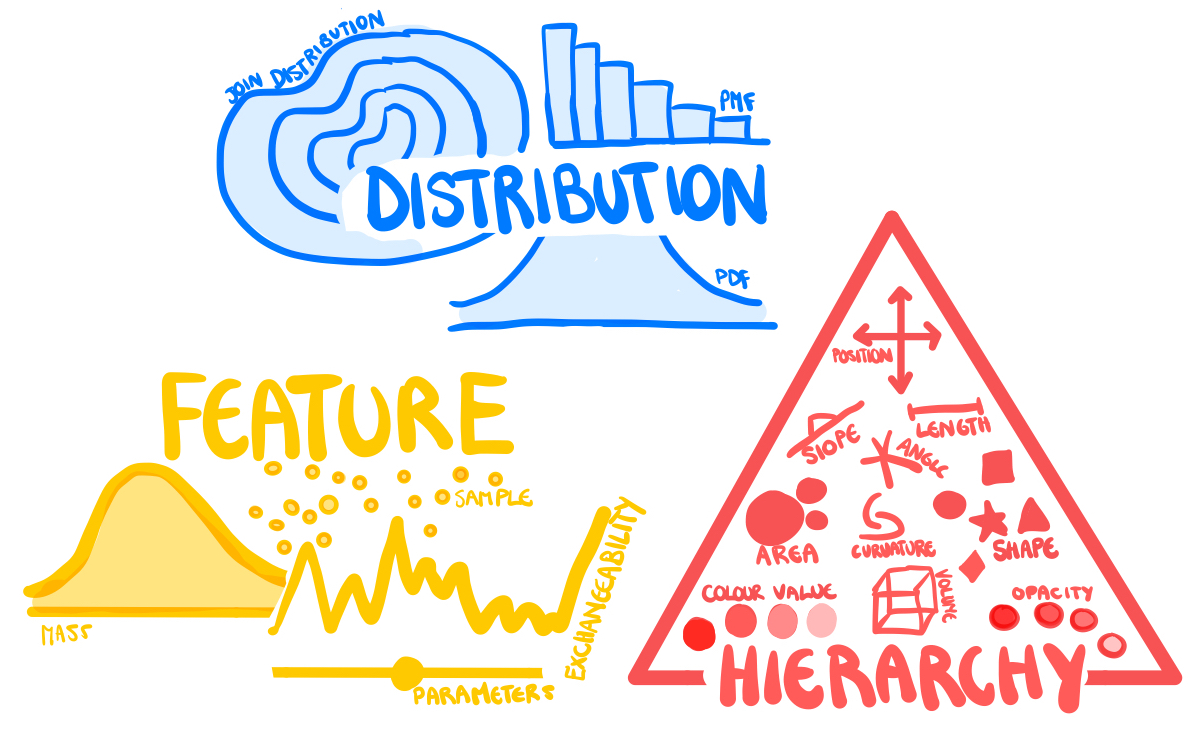 JOIN DISTRIBUTION
PMF
DISTRIBUTION
PDF
POSITION
SlOPE
LENGTH
ANGLE
AREA
CURVATURE
SHAPE
COLOUR VALUE
VOLUME
OPACITY
HIERARCHY
FEATURE
SAMPLE
MASS
EXCHANGEABILITY
PARAMETERS